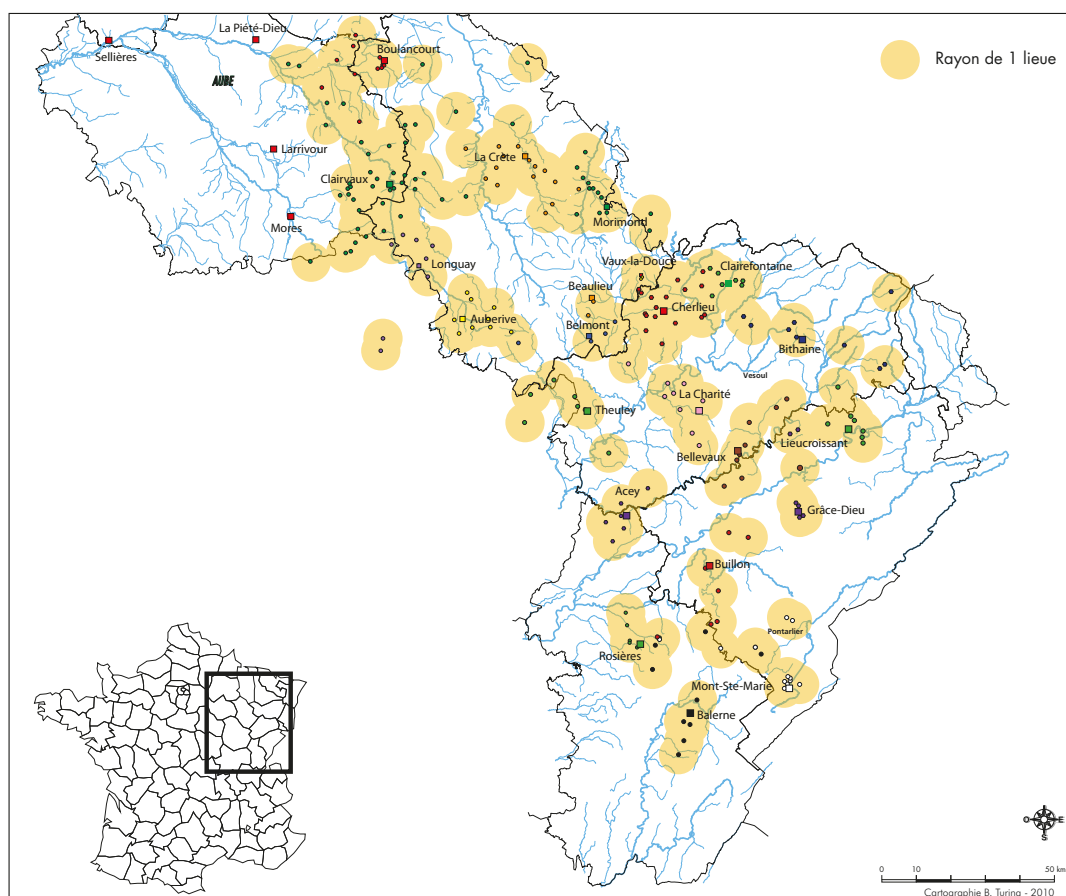 La Piété-Dieu
Sellières
Boulancourt
Rayon de 1 lieue
AUBE
Larrivour
La Crête
Clairvaux
Morimond
Mores
Longuay
Vaux-la-Douce
Clairefontaine
Beaulieu
Cherlieu
Auberive
Belmont
Bithaine
Vesoul
La Charité
Theuley
Lieucroissant
Bellevaux
Acey
Grâce-Dieu
Buillon
Pontarlier
Rosières
Mont-Ste-Marie
Balerne
N
O E
S
0 10 50 km
Cartographie B. Turina - 2010